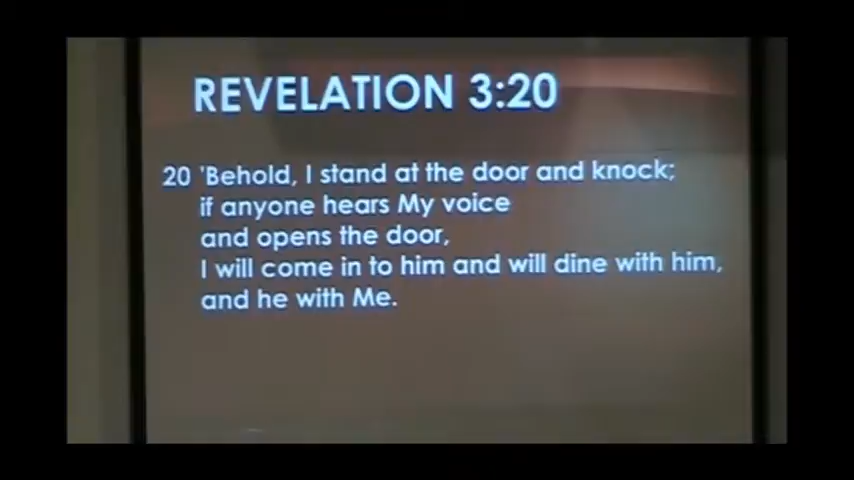 REVELATION 3:20
20 'Behold, I stand at the door and knock;
if anyone hears My voice
and opens the door,
I will come in to him and will dine with him,
and he with Me.